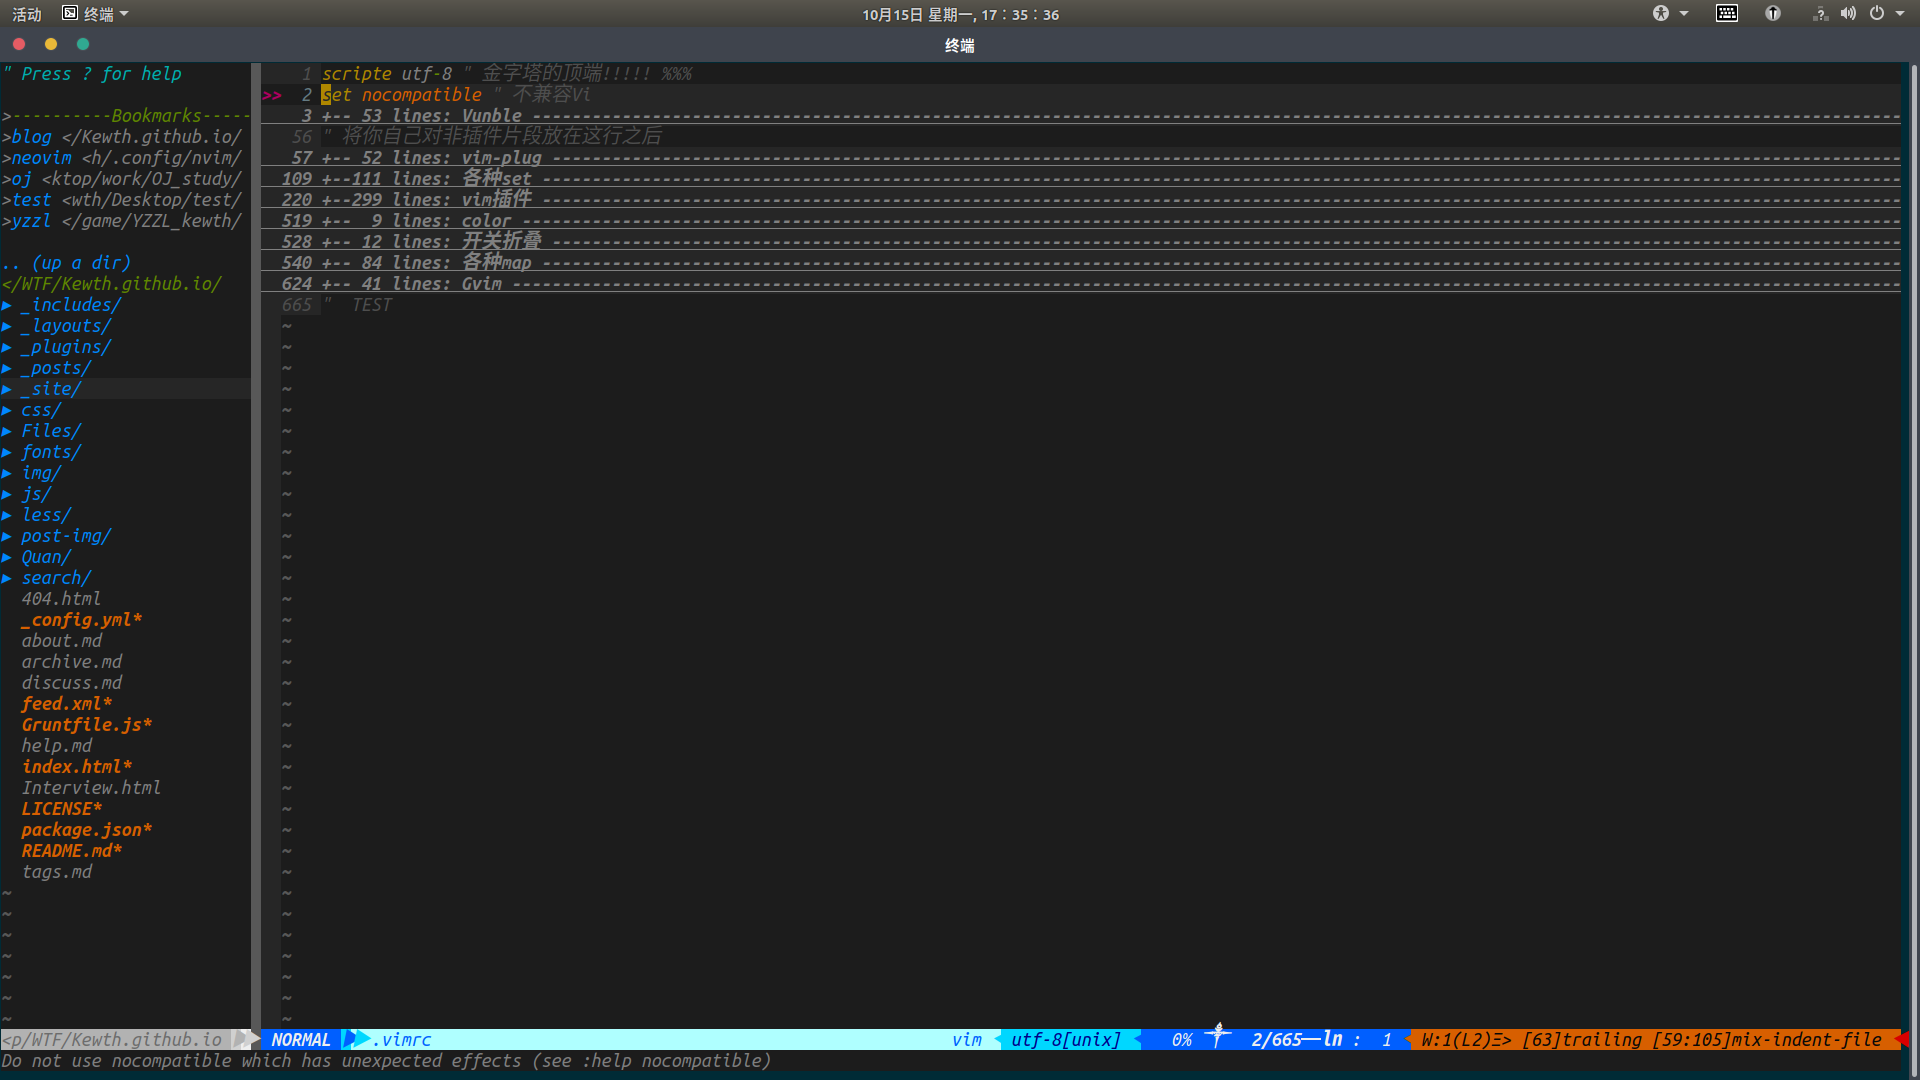 活动 终端 10月15日 星期一, 17：35：36
终端
" Press ? for help
>----------Bookmarks-----
>blog </Kewth.github.io/
>neovim <h/.config/nvim/
>oj <ktop/work/OJ_study/
>test <wth/Desktop/test/
>yzzl </game/YZZL_kewth/
.. (up a dir)
</WTF/Kewth.github.io/
▸ _includes/
▸ _layouts/
▸ _plugins/
▸ _posts/
▸ _site/
▸ css/
▸ Files/
▸ fonts/
▸ img/
▸ js/
▸ less/
▸ post-img/
▸ Quan/
▸ search/
404.html
_config.yml*
about.md
archive.md
discuss.md
feed.xml*
Gruntfile.js*
help.md
index.html*
Interview.html
LICENSE*
package.json*
README.md*
tags.md
1 scripte utf-8 " 金字塔的顶端!!!!! %%%
>> 2 set nocompatible " 不兼容Vi
3 +-- 53 lines: Vunble
56 " 将你自己对非插件片段放在这行之后
57 +-- 52 lines: vim-plug
109 +--111 lines: 各种set
220 +--299 lines: vim插件
519 +--  9 lines: color
528 +-- 12 lines: 开关折叠
540 +-- 84 lines: 各种map
624 +-- 41 lines: Gvim
665 "  TEST
<p/WTF/Kewth.github.io NORMAL .vimrc vim utf-8[unix] 0% 2/665 ln : 1 W:1(L2)Ξ> [63]trailing [59:105]mix-indent-file
Do not use nocompatible which has unexpected effects (see :help nocompatible)